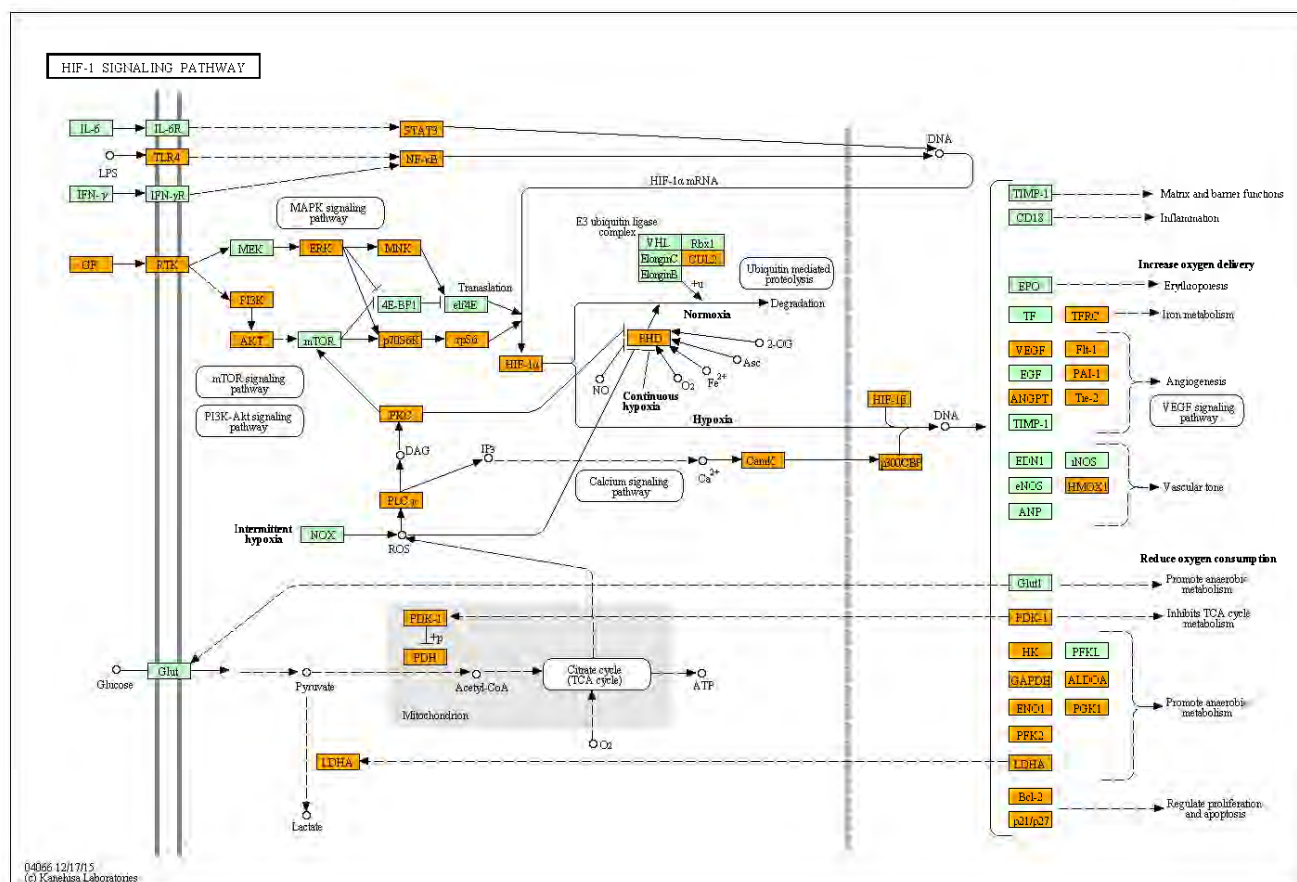 HIF-1 SIGNALING PATHWAY
IL-6
IL-6R
STAT3
DNA
LPS
TLR4
NF-κB
IFN-γ
IFN-γR
HIF-1α mRNA
MAPK signaling
pathway
E3 ubiquitin ligase
complex
VHL
Rbx1
ElonginC
CUL2
ElonginB
+u
Ubiquitin mediated
proteolysis
MEK
ERK
MNK
GF
RTK
Translation
PI3K
4E-BP1
eIf4E
Normoxia
Degradation
AKT
mTOR
p70S6K
rpS6
HIF-1α
PHD
2-OG
Asc
Fe2+
O2
NO
Continuous
hypoxia
mTOR signaling
pathway
PI3K-Akt signaling
pathway
PKC
HIF-1β
DNA
Hypoxia
DAG
IP3
Ca2+
CamK
p300/CBP
Calcium signaling
pathway
PLCγ
Intermittent
hypoxia
NOX
ROS
TIMP-1
Matrix and barrier functions
CD18
Inflammation
Increase oxygen delivery
EPO
Erythropoiesis
TF
TFRC
Iron metabolism
VEGF
Flt-1
EGF
PAI-1
Angiogenesis
ANGPT
Tie-2
VEGF signaling
pathway
TIMP-1
EDN1
iNOS
eNOS
HMOX1
Vascular tone
ANP
Reduce oxygen consumption
Glut1
Promote anaerobic
metabolism
PDK-1
+p
PDH
PDK-1
Inhibits TCA cycle
metabolism
HK
PFKL
GAPDH
ALDOA
ENO1
PGK1
Promote anaerobic
metabolism
PFK2
LDHA
Glucose
Glut
Pyruvate
Acetyl-CoA
Citrate cycle
(TCA cycle)
ATP
Mitochondrion
O2
LDHA
Lactate
Bcl-2
p21/p27
Regulate proliferation
and apoptosis
04066 12/17/15
(c) Kanehisa Laboratories